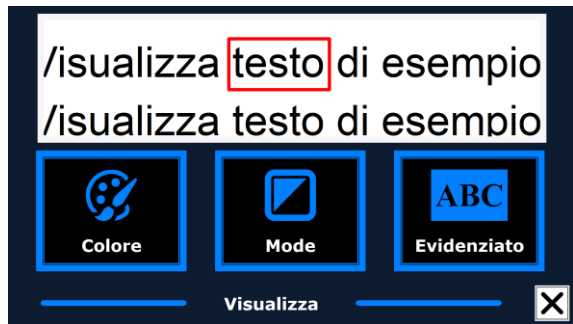 /isualizza testo di esempio
/isualizza testo di esempio
ABC
Colore Mode Evidenziato
Visualizza